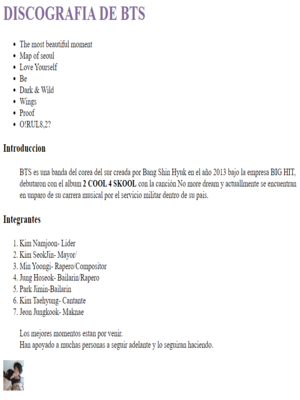 DISCOGRAFIA DE BTS
The most beautiful moment
Map of seoul
Love Yourself
Be
Dark & Wild
Wings
Proof
O!RUL8,2?
Introduccion
BTS es una banda del corea del sur creada por Bang Shin Hyuk en el año 2013 bajo la empresa BIG HIT,
debutaron con el album 2 COOL 4 SKOOL con la canción No more dream y actuallmente se encuentran
en unparo de su carrera musical por el servicio militar dentro de su pais.
Integrantes
1. Kim Namjoon- Lider
2. Kim SeokJin- Mayor/
3. Min Yoongi- Rapero/Compositor
4. Jung Hoseok- Bailarin/Rapero
5. Park Jimin-Bailarin
6. Kim Taehyung- Cantante
7. Jeon Jungkook- Maknae
Los mejores momentos estan por venir.
Han apoyado a muchas personas a seguir adelante y lo seguiran haciendo.